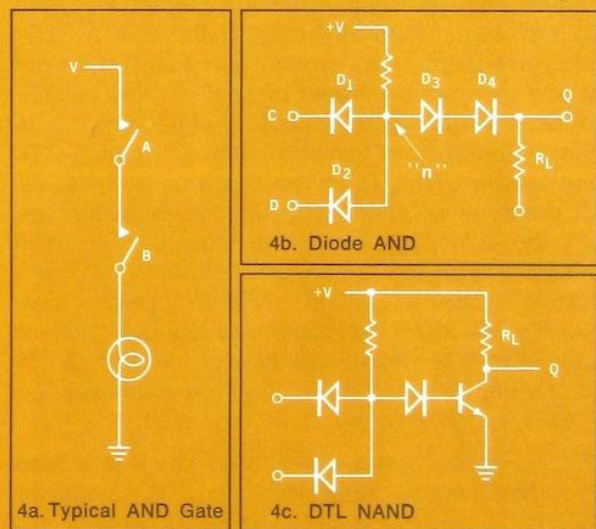 V
A
B
4a. Typical AND Gate
+V
D1
D3
D4
Q
C
"n"
RL
D2
D
4b. Diode AND
+V
RL
Q
4c. DTL NAND